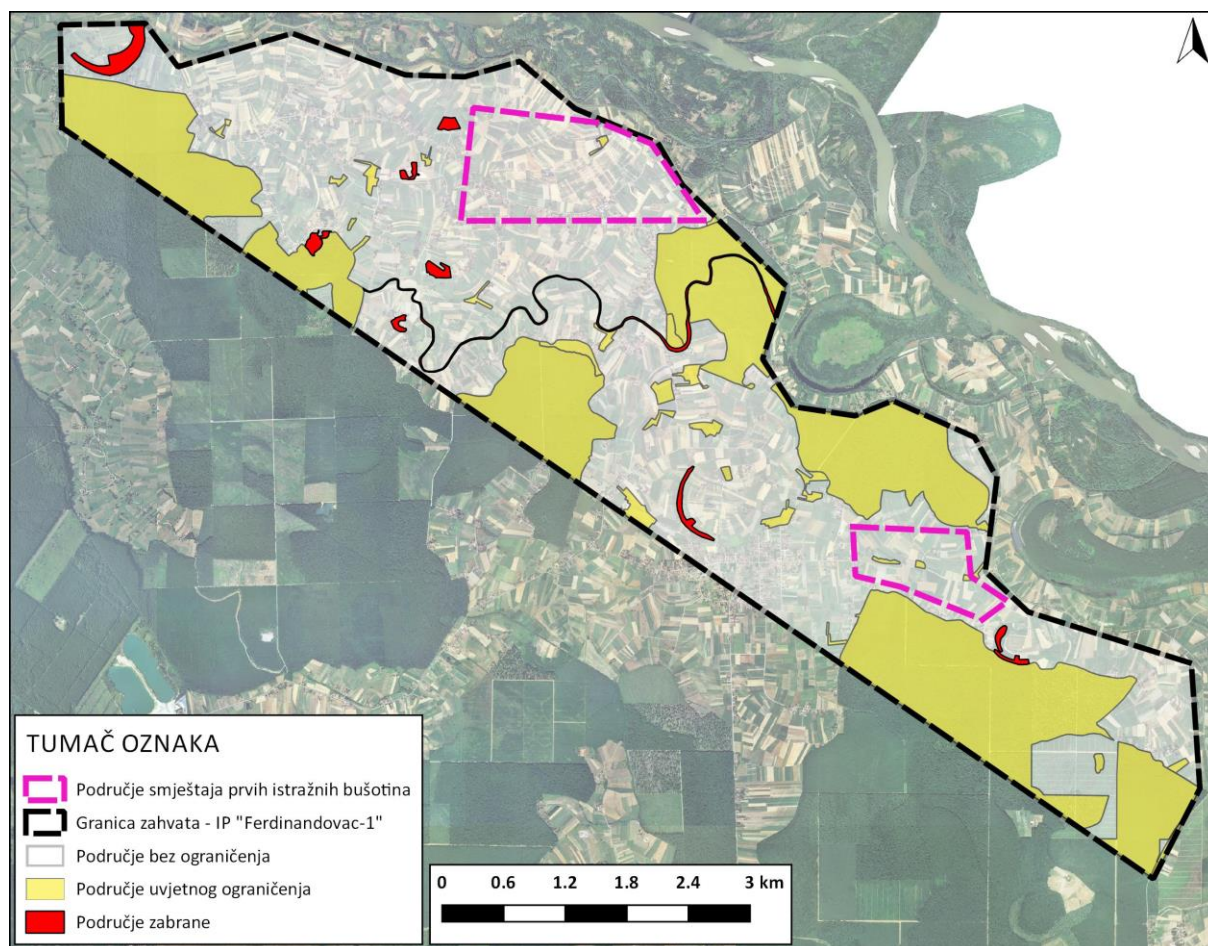 TUMAČ OZNAKA
Područje smještaja prvih istražnih bušotina
Granica zahvata - IP "Ferdinandovac-1"
Područje bez ograničenja
Područje uvjetnog ograničenja
Područje zabrane
0 0.6 1.2 1.8 2.4 3 km